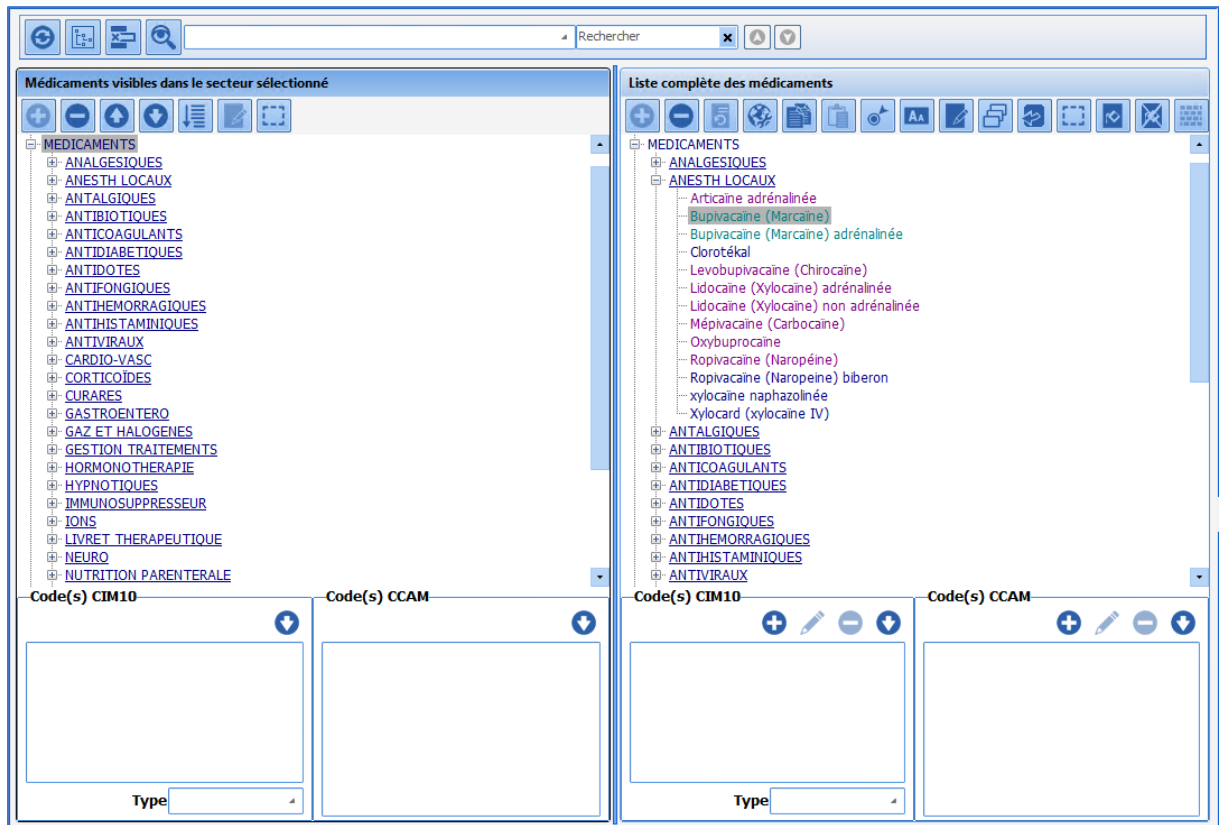 Rechercher
Médicaments visibles dans le secteur sélectionné
MEDICAMENTS
ANALGESIQUES
ANESTH LOCAUX
ANTALGIQUES
ANTIBIOTIQUES
ANTICOAGULANTS
ANTIDIABETIQUES
ANTIDOTES
ANTIFONGIQUES
ANTIHEMORRAGIQUES
ANTIHISTAMINIQUES
ANTIVIRAUX
CARDIO-VASC
CORTICOÏDES
CURARES
GASTROENTERO
GAZ ET HALOGENES
GESTION TRAITEMENTS
HORMONOTHERAPIE
HYPNOTIQUES
IMMUNOSUPPRESSEUR
IONS
LIVRET THERAPEUTIQUE
NEURO
NUTRITION PARENTERALE
Code(s) CIM10
Code(s) CCAM
Type
Liste complète des médicaments
AA
MEDICAMENTS
ANALGESIQUES
ANESTH LOCAUX
Articaïne adrénalinée
Bupivacaïne (Marcaïne)
Bupivacaïne (Marcaïne) adrénalinée
Clorotékal
Levobupivacaïne (Chirocaïne)
Lidocaïne (Xylocaïne) adrénalinée
Lidocaïne (Xylocaïne) non adrénalinée
Mépivacaïne (Carbocaïne)
Oxybuprocaïne
Ropivacaïne (Naropéine)
Ropivacaïne (Naropeine) biberon
xylocaïne naphazolinée
Xylocard (xylocaïne IV)
ANTALGIQUES
ANTIBIOTIQUES
ANTICOAGULANTS
ANTIDIABETIQUES
ANTIDOTES
ANTIFONGIQUES
ANTIHEMORRAGIQUES
ANTIHISTAMINIQUES
ANTIVIRAUX
Code(s) CIM10
Code(s) CCAM
Type